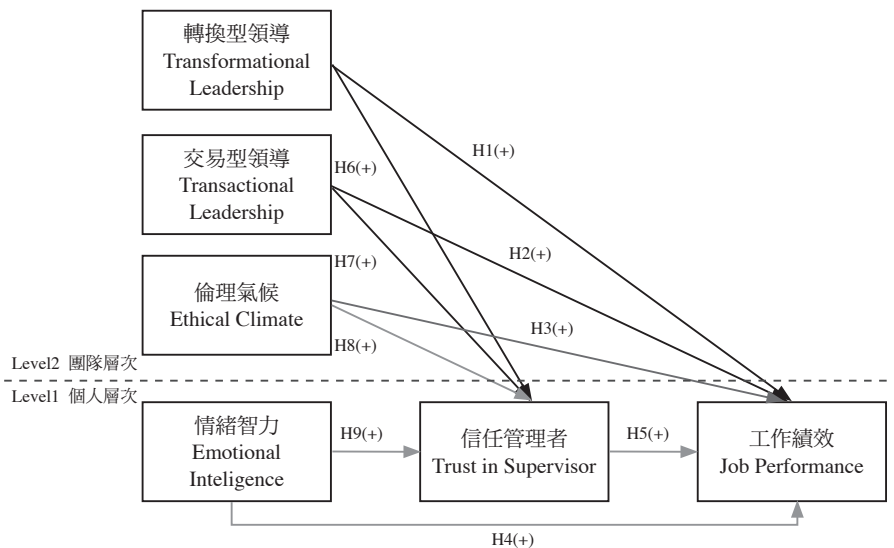 轉換型領導
Transformational
Leadership
H1(+)
交易型領導
Transactional
Leadership
H6(+)
H2(+)
H7(+)
倫理氣候
Ethical Climate
H3(+)
H8(+)
Level2 團隊層次
Level1 個人層次
情緒智力
Emotional
Inteligence
H9(+)
信任管理者
Trust in Supervisor
H5(+)
工作績效
Job Performance
H4(+)